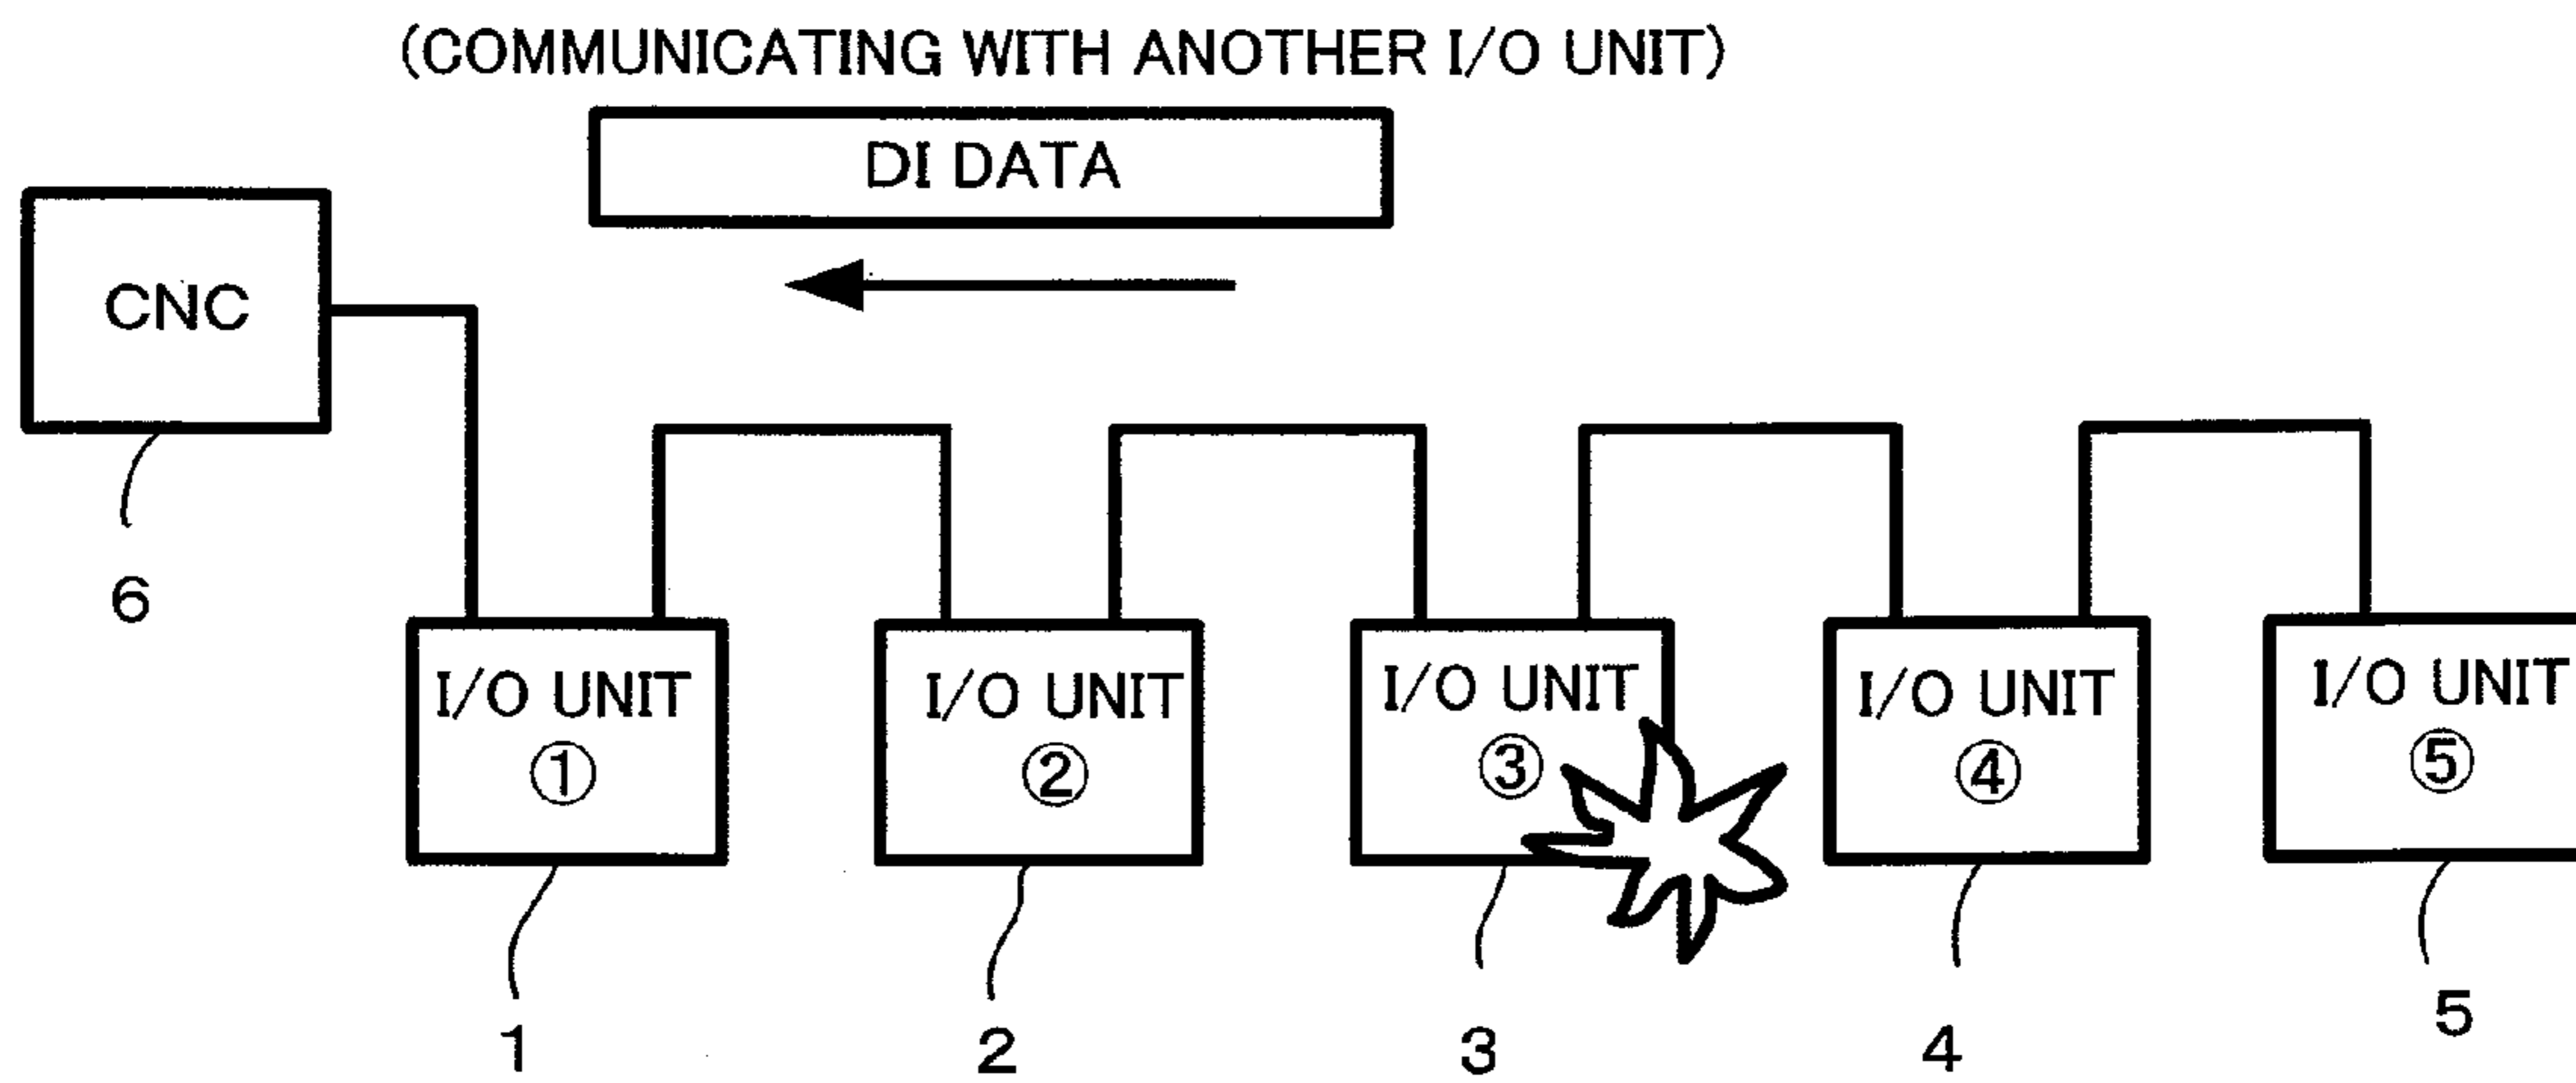 (COMMUNICATING WITH ANOTHER I/O UNIT)
DI DATA
CNC
6
I/O UNIT
①
I/O UNIT
②
I/O UNIT
③
I/O UNIT
④
I/O UNIT
⑤
1
2
3
4
5